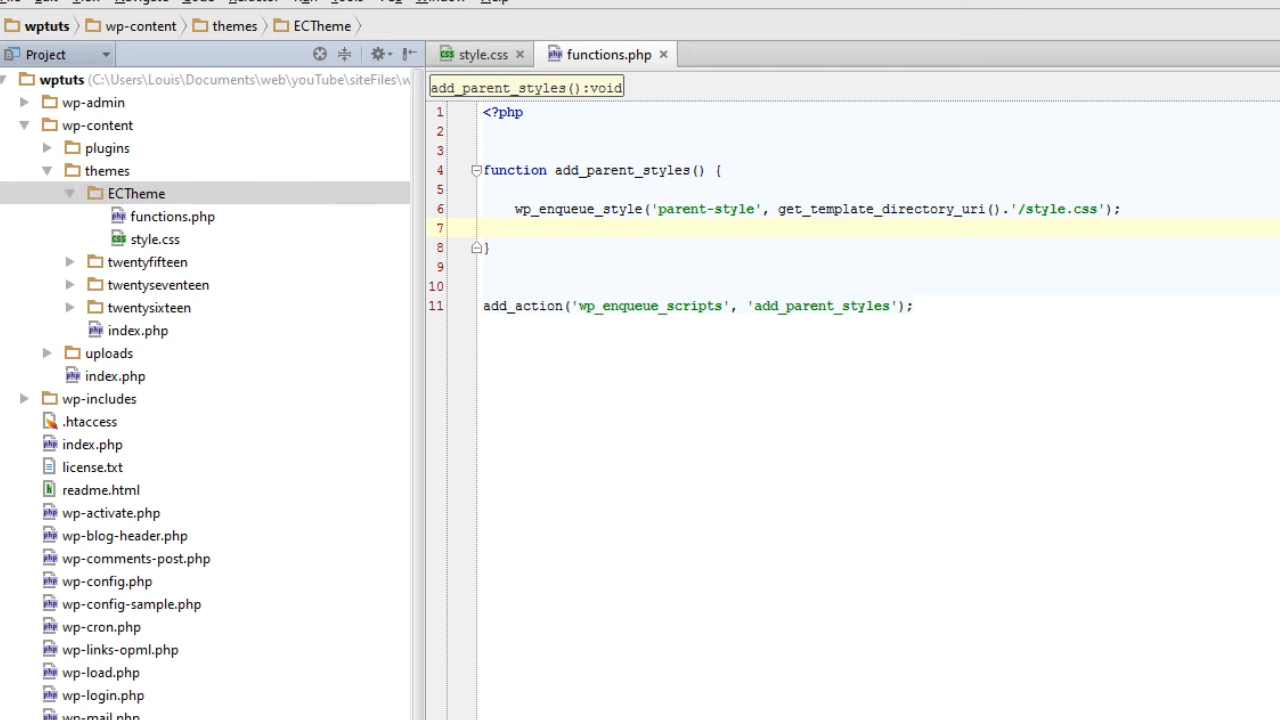 wptuts wp-content themes ECTheme
Project
style.css functions.php
add_parent_styles():void
wptuts (C:\Users\Louis\Documents\web\youTube\siteFiles\w
wp-admin
wp-content
plugins
themes
ECTheme
functions.php
style.css
twentyfifteen
twentyseventeen
twentysixteen
index.php
uploads
index.php
wp-includes
.htaccess
index.php
license.txt
readme.html
wp-activate.php
wp-blog-header.php
wp-comments-post.php
wp-config.php
wp-config-sample.php
wp-cron.php
wp-links-opml.php
wp-load.php
wp-login.php
wp-mail.php
1 <?php
2
3
4 function add_parent_styles() {
5
6 wp_enqueue_style('parent-style', get_template_directory_uri().'/style.css');
7
8 }
9
10
11 add_action('wp_enqueue_scripts', 'add_parent_styles');